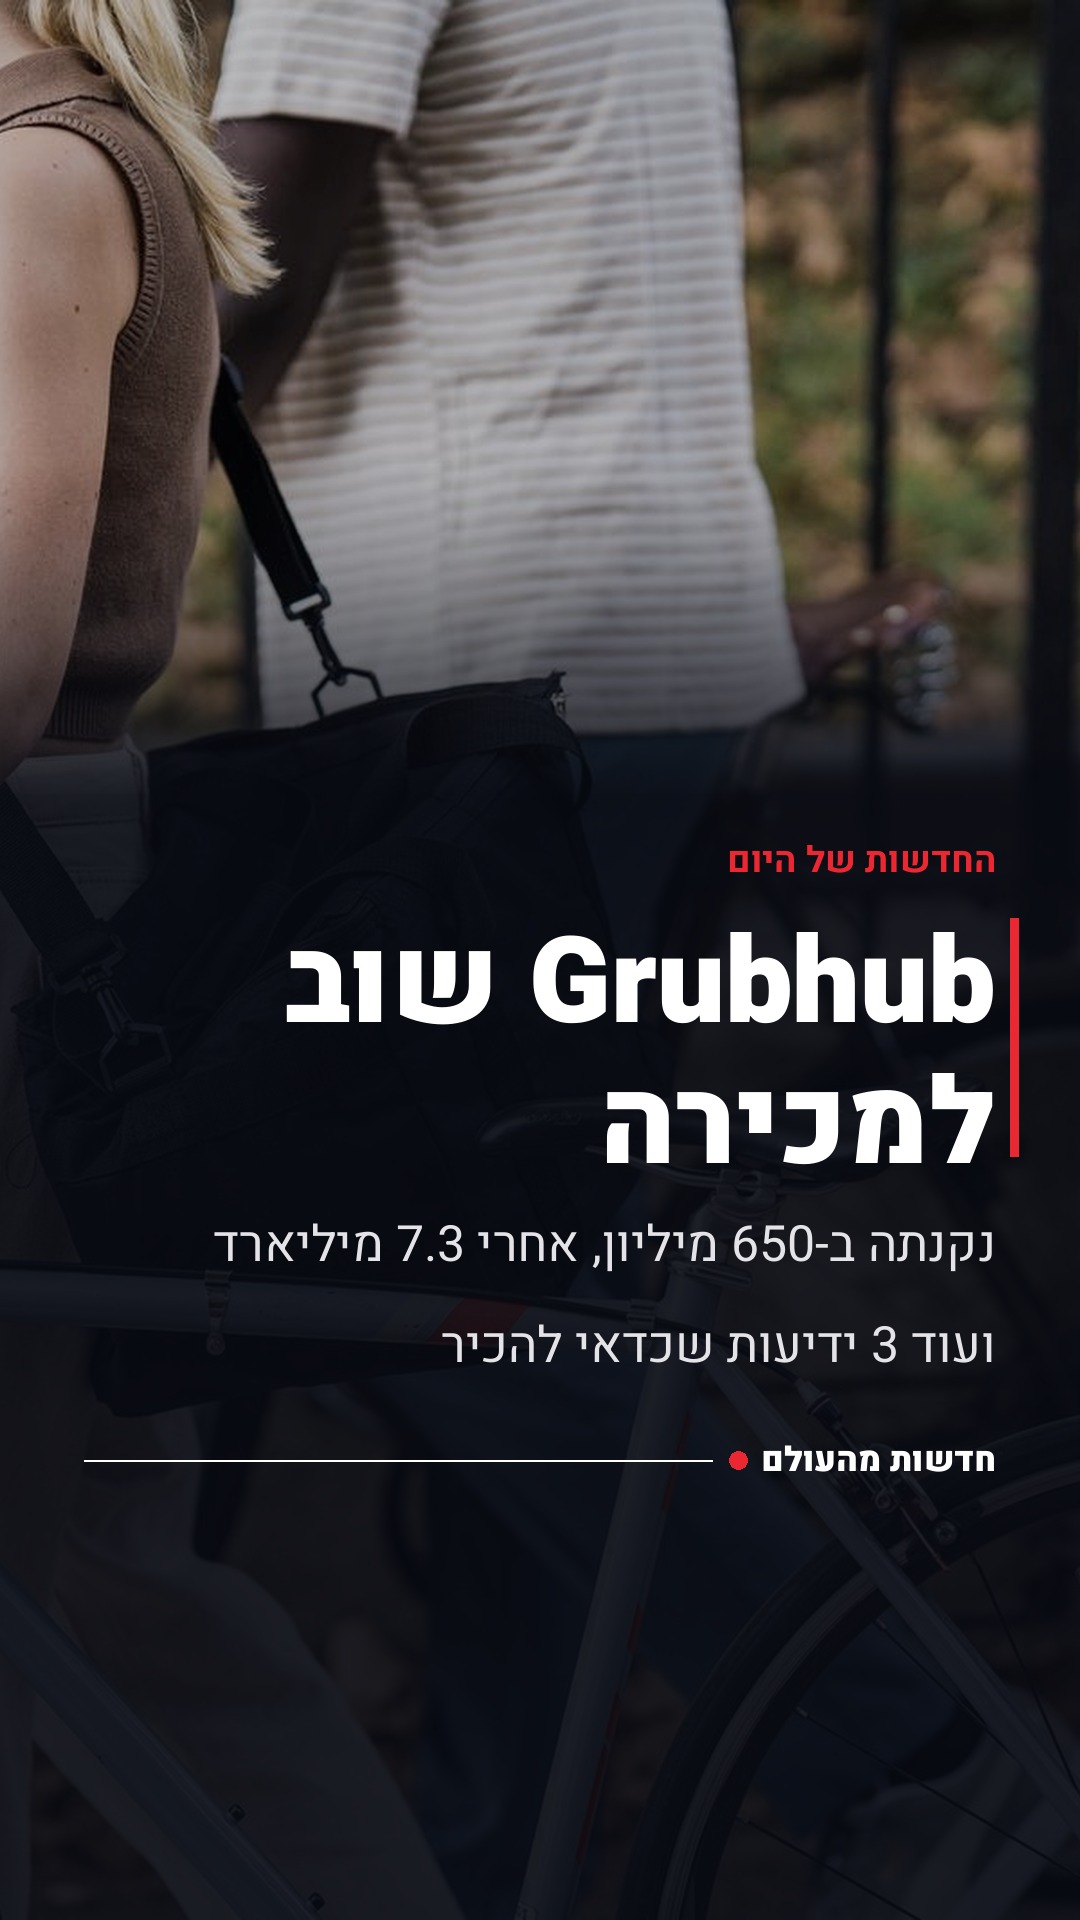 החדשות של היום
Grubhub שוב
למכירה
נקנתה ב-650 מיליון, אחרי 7.3 מיליארד
ועוד 3 ידיעות שכדאי להכיר
חדשות מהעולם